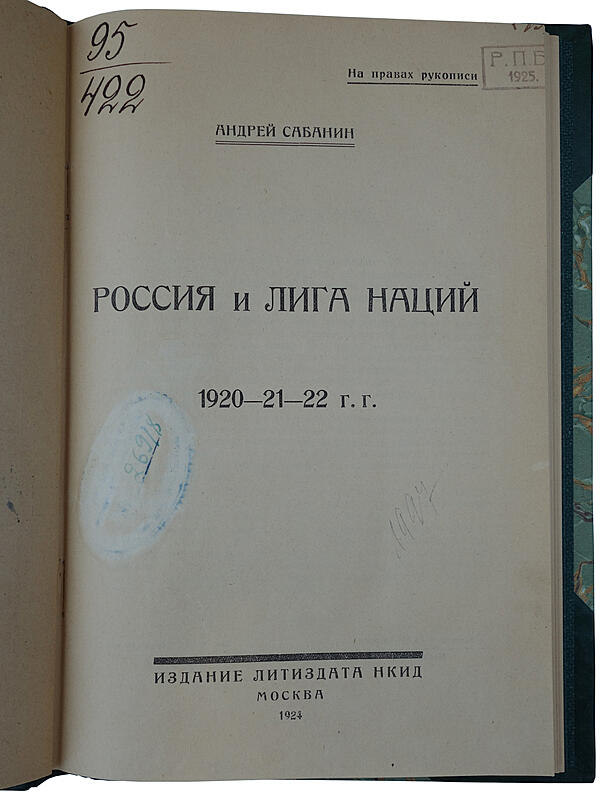 95
422
На правах рукописи
Р.П.Б
1925.
АНДРЕЙ САБАНИН
РОССИЯ и ЛИГА НАЦИЙ
1920—21—22 г. г.
ИЗДАНИЕ ЛИТИЗДАТА НКИД
МОСКВА
1924